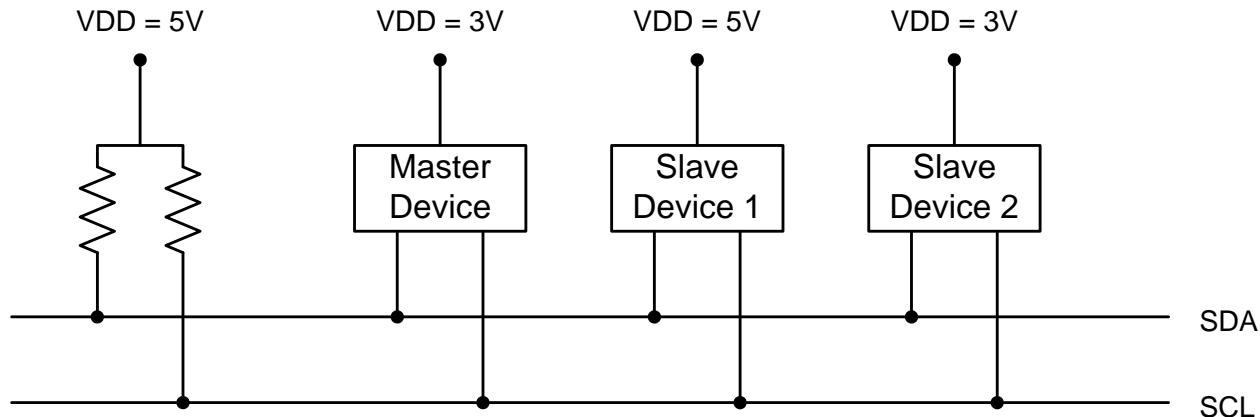 VDD = 5V
VDD = 3V
VDD = 5V
VDD = 3V
Master
Device
Slave
Device 1
Slave
Device 2
SDA
SCL